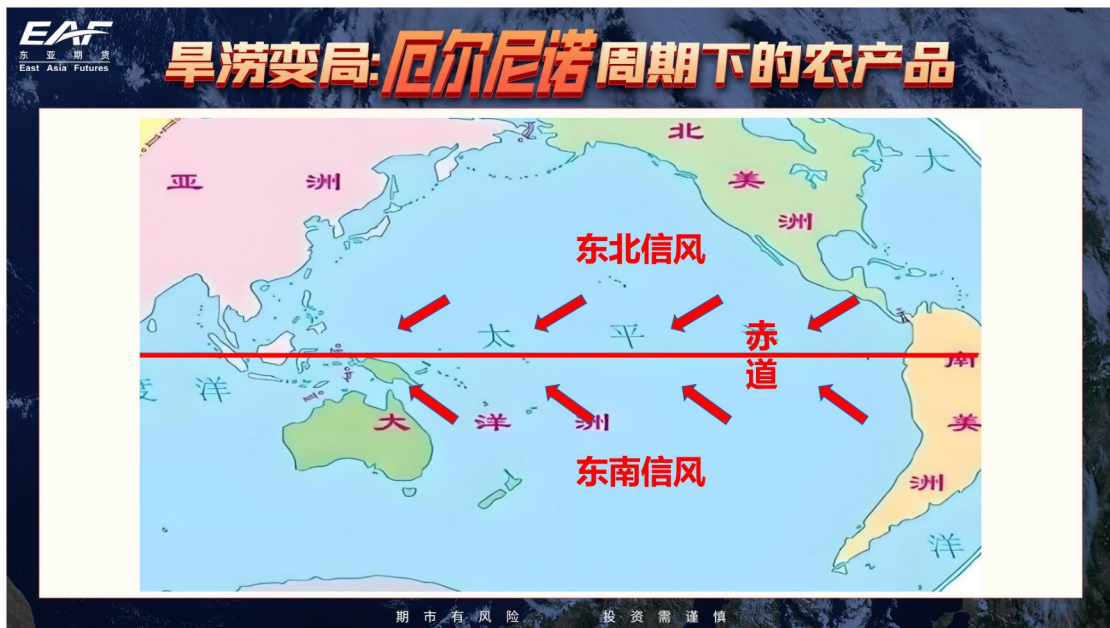 EAF
东亚期货
East Asia Futures
旱涝变局:厄尔尼诺周期下的农产品
北
美
洲
大
亚 洲
东北信风
太 平
赤
道
南
美
洲
洋
大 洋 洲
东南信风
洋
期市有风险 投资需谨慎